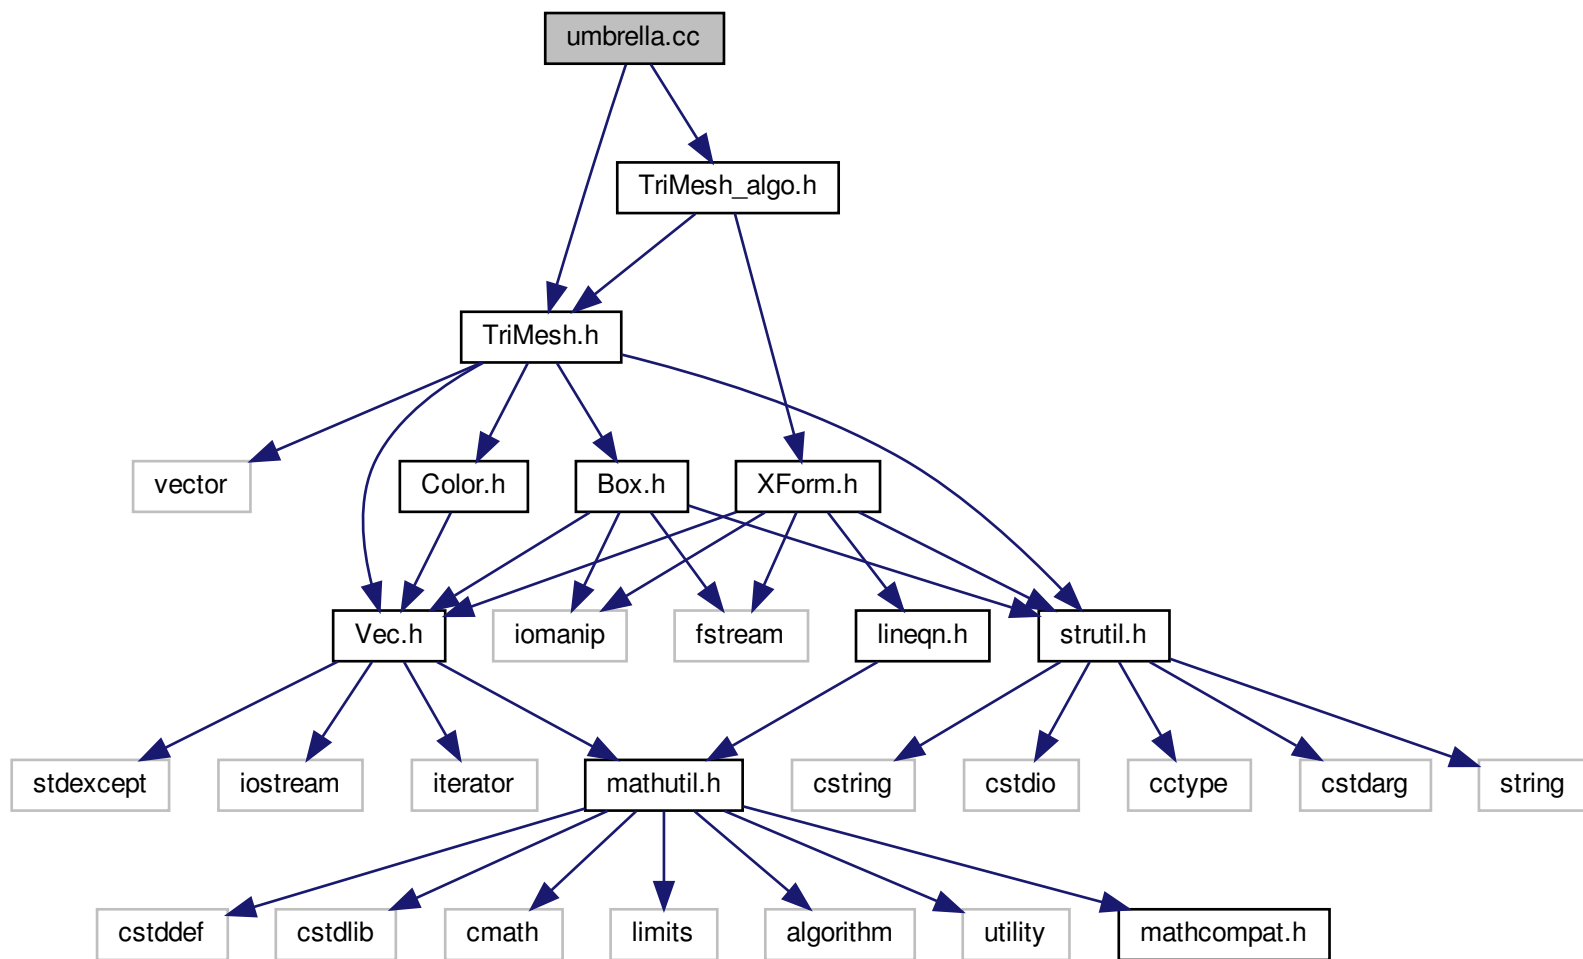 umbrella.cc
TriMesh_algo.h
TriMesh.h
vector
Color.h
Box.h
XForm.h
Vec.h
iomanip
fstream
lineqn.h
strutil.h
stdexcept
iostream
iterator
mathutil.h
cstring
cstdio
cctype
cstdarg
string
cstddef
cstdlib
cmath
limits
algorithm
utility
mathcompat.h